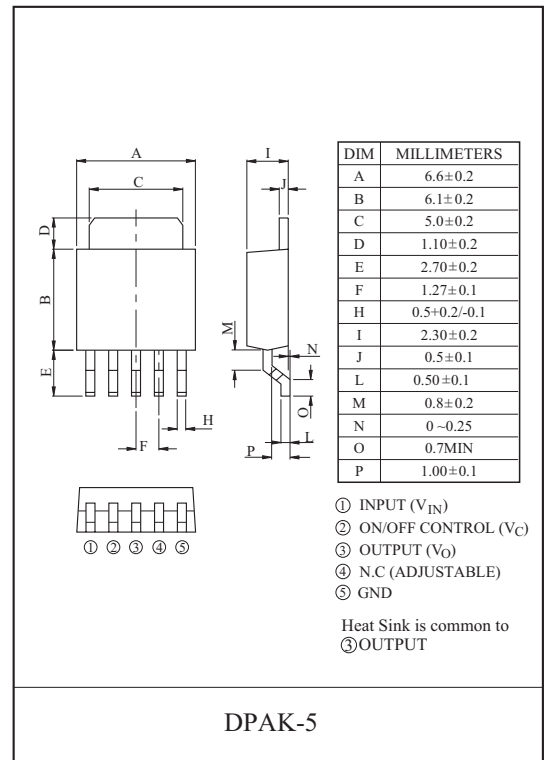 A
C
D
B
E
F
H
I
J
M
N
O
L
P
① ② ③ ④ ⑤
DIM MILLIMETERS
A 6.6±0.2
B 6.1±0.2
C 5.0±0.2
D 1.10±0.2
E 2.70±0.2
F 1.27±0.1
H 0.5+0.2/-0.1
I 2.30±0.2
J 0.5±0.1
L 0.50±0.1
M 0.8±0.2
N 0~0.25
O 0.7MIN
P 1.00±0.1
① INPUT (VIN)
② ON/OFF CONTROL (VC)
③ OUTPUT (VO)
④ N.C (ADJUSTABLE)
⑤ GND
Heat Sink is common to
③OUTPUT
DPAK-5